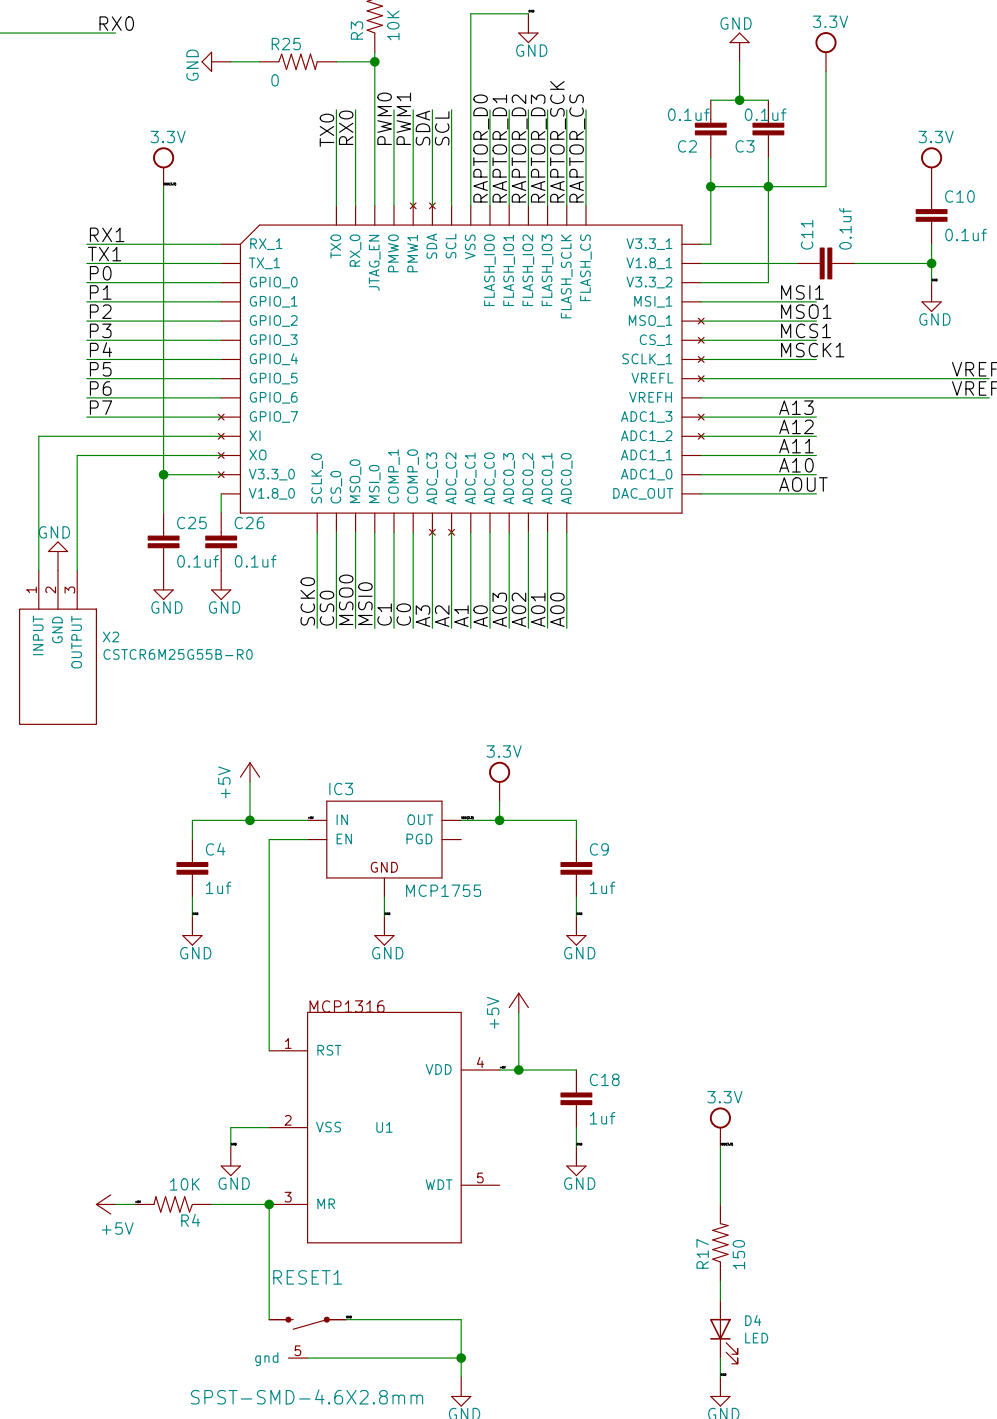 RX0
R3
10K
R25
0
GND
GND
GND
3.3V
3.3V
TX0
RX0
PWM0
PWM1
SDA
SCL
RAPTOR_D0
RAPTOR_D1
RAPTOR_D2
RAPTOR_D3
RAPTOR_SCK
RAPTOR_CS
0.1uf
0.1uf
C2
C3
3.3V
C10
0.1uf
C11
0.1uf
GND
RX1
TX1
P0
P1
P2
P3
P4
P5
P6
P7
RX_1
TX_1
GPIO_0
GPIO_1
GPIO_2
GPIO_3
GPIO_4
GPIO_5
GPIO_6
GPIO_7
XI
XO
V3.3_0
V1.8_0
TX0
RX_0
JTAG_EN
PMW0
PMW1
SDA
SCL
VSS
FLASH_IO0
FLASH_IO1
FLASH_IO2
FLASH_IO3
FLASH_SCLK
FLASH_CS
V3.3_1
V1.8_1
V3.3_2
MSI_1
MSO_1
CS_1
SCLK_1
VREFL
VREFH
ADC1_3
ADC1_2
ADC1_1
ADC1_0
DAC_OUT
MSI1
MSO1
MCS1
MSCK1
VREF
VREF
A13
A12
A11
A10
AOUT
SCLK_0
CS_0
MSO_0
MSI_0
COMP_1
COMP_0
ADC_C3
ADC_C2
ADC_C1
ADC_C0
ADC0_3
ADC0_2
ADC0_1
ADC0_0
SCK0
CS0
MSO0
MSI0
C1
C0
A3
A2
A1
A0
A03
A02
A01
A00
C25
0.1uf
C26
0.1uf
GND
GND
GND
1
2
3
INPUT
GND
OUTPUT
X2
CSTCR6M25G55B-R0
+5V
IC3
3.3V
IN
OUT
EN
PGD
GND
MCP1755
C4
1uf
C9
1uf
GND
GND
GND
MCP1316
+5V
1
RST
VDD
4
C18
1uf
2
VSS
U1
GND
GND
WDT
5
10K
3
MR
R4
+5V
RESET1
gnd
5
SPST-SMD-4.6X2.8mm
GND
3.3V
R17
150
D4
LED
GND